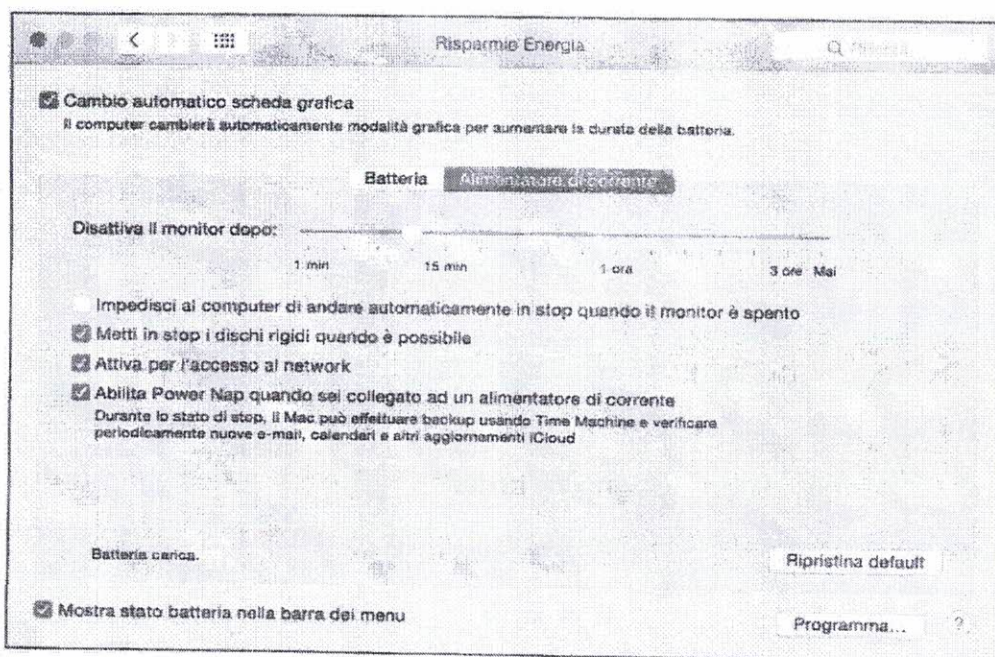 Risparmio Energia
Cambio automatico scheda grafica
Il computer cambierà automaticamente modalità grafica per aumentare la durata della batteria.
Batteria Alimentatore di corrente
Disattiva il monitor dopo:
1 min 15 min 1 ora 3 ore Mai
Impedisci al computer di andare automaticamente in stop quando il monitor è spento
Metti in stop i dischi rigidi quando è possibile
Attiva per l'accesso al network
Abilita Power Nap quando sei collegato ad un alimentatore di corrente
Durante lo stato di stop, il Mac può effettuare backup usando Time Machine e verificare
periodicamente nuove e-mail, calendari e altri aggiornamenti iCloud
Batteria carica.
Ripristina default
Mostra stato batteria nella barra dei menu
Programma... ?